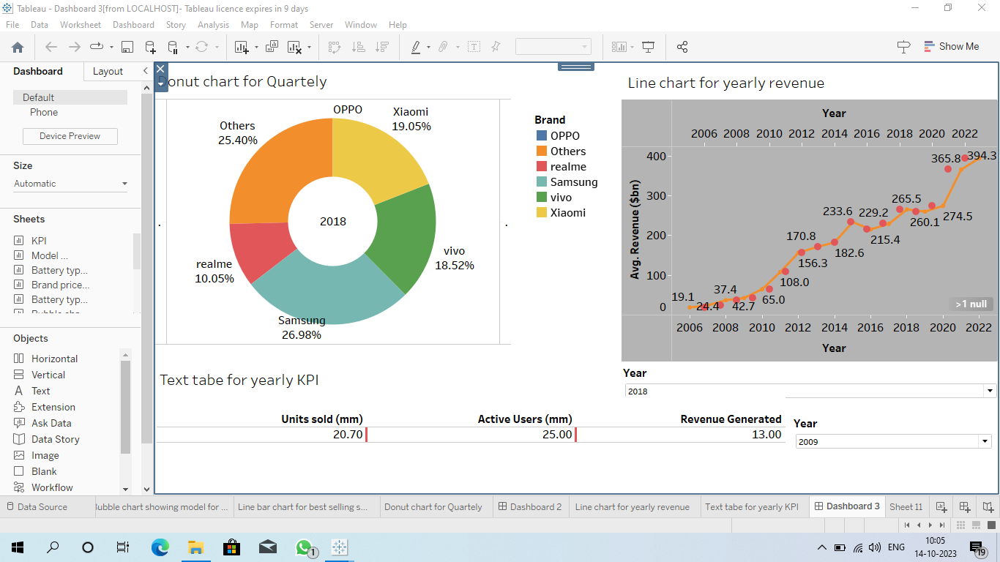 Tableau - Dashboard 3[from LOCALHOST]- Tableau licence expires in 9 days
File Data Worksheet Dashboard Story Analysis Map Format Server Window Help
Show Me
Dashboard Layout
Default
Phone
Device Preview
Size
Automatic
Sheets
KPI
Model ...
Battery typ...
Brand price...
Battery typ...
Objects
Horizontal
Vertical
Text
Extension
Ask Data
Data Story
Image
Blank
Workflow
Donut chart for Quartely
OPPO
Xiaomi
19.05%
Others
25.40%
2018
vivo
18.52%
realme
10.05%
Samsung
26.98%
Brand
OPPO
Others
realme
Samsung
vivo
Xiaomi
Line chart for yearly revenue
Year
2006 2008 2010 2012 2014 2016 2018 2020 2022
Avg. Revenue ($bn)
400
300
200
100
0
19.1
24.4
37.4
42.7
65.0
108.0
156.3
170.8
182.6
233.6
215.4
229.2
265.5
260.1
274.5
365.8
394.3
>1 null
2006 2008 2010 2012 2014 2016 2018 2020 2022
Year
Year
2018
Text tabe for yearly KPI
Units sold (mm) Active Users (mm) Revenue Generated
20.70 25.00 13.00
Year
2009
Data Source
ubble chart showing model for ...
Line bar chart for best selling s...
Donut chart for Quartely
Dashboard 2
Line chart for yearly revenue
Text tabe for yearly KPI
Dashboard 3
Sheet 11
1
ENG
10:05
14-10-2023
19